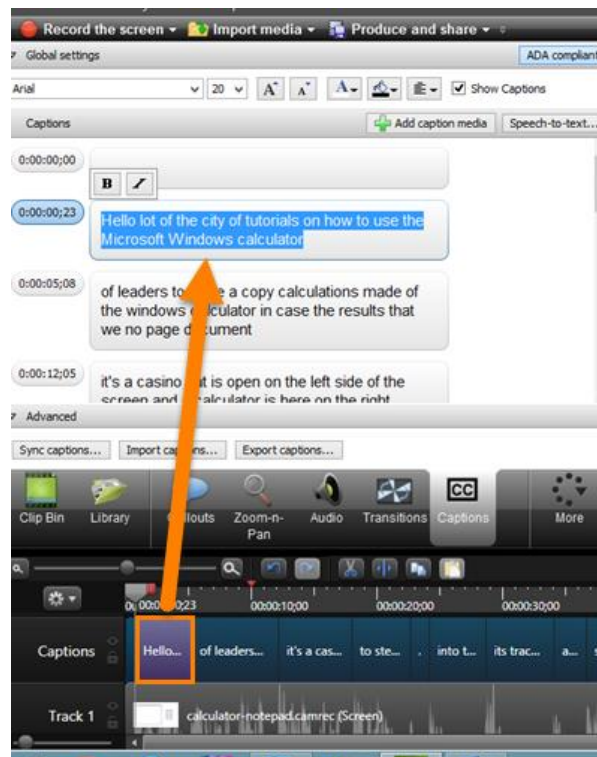 Record the screen Import media Produce and share
Global settings ADA compliant
Arial 20 A A A Show Captions
Captions Add caption media Speech-to-text...
0:00:00;00
B I
0:00:00;23
Hello lot of the city of tutorials on how to use the
Microsoft Windows calculator
0:00:05;08
of leaders to a copy calculations made of
the windows calculator in case the results that
we no page document
0:00:12;05
it's a casino is open on the left side of the
screen and calculator is here on the right
Advanced
Sync captions... Import captions... Export captions...
CC
Clip Bin Library Callouts Zoom-n-Pan Audio Transitions Captions More
00:00:10;00 00:00:20;00 00:00:30;00
Captions Hello... of leaders... it's a cas... to ste... . into t... its trac... a...
Track 1 calculator-notepad.camrec (Screen)